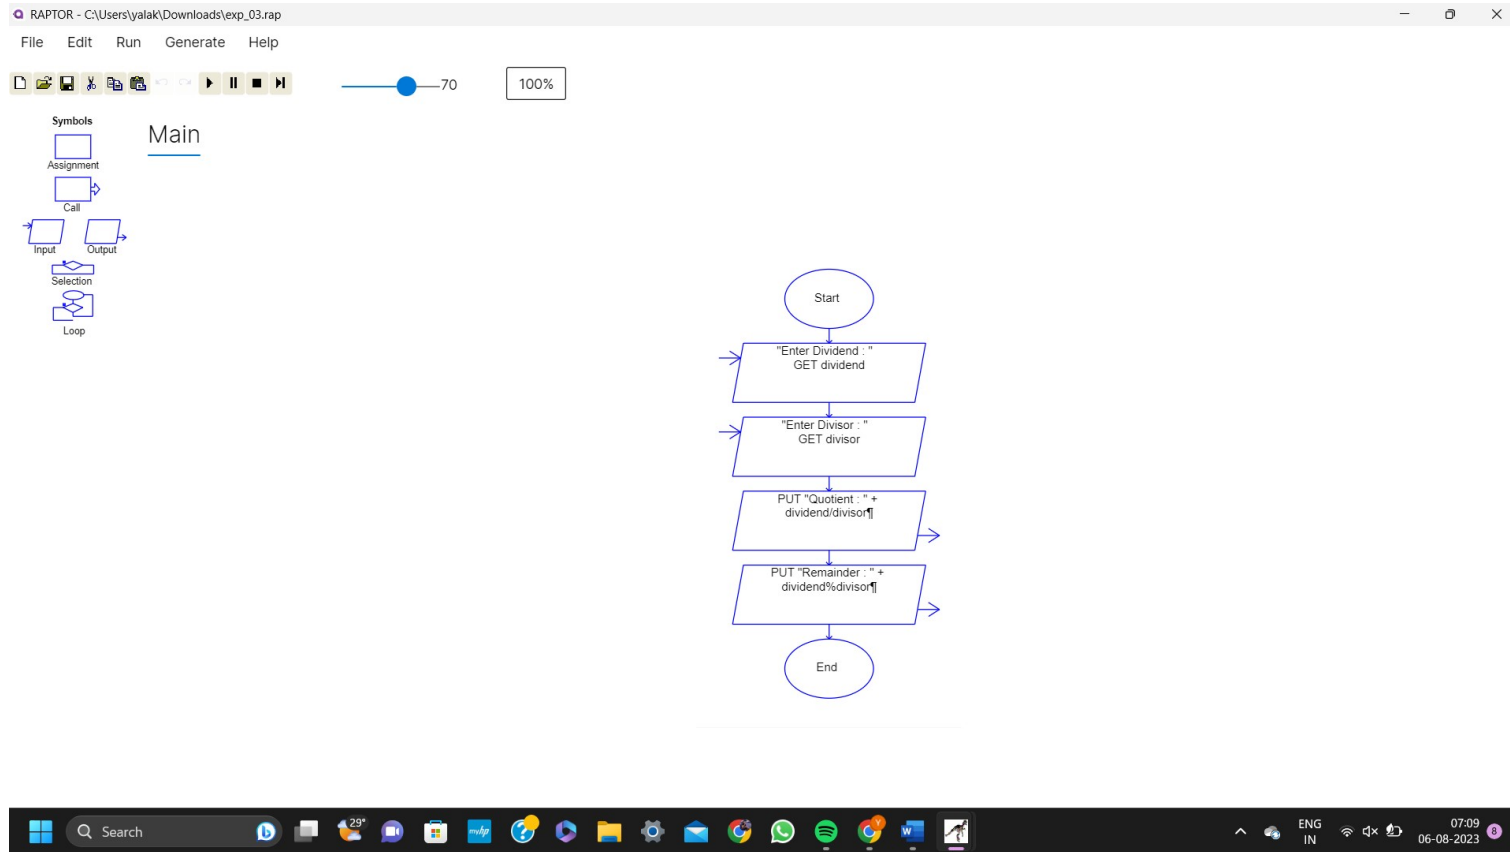 RAPTOR - C:\Users\yalak\Downloads\exp_03.rap
File Edit Run Generate Help
70
100%
Symbols
Assignment
Call
Input Output
Selection
Loop
Main
Start
"Enter Dividend : "
GET dividend
"Enter Divisor : "
GET divisor
PUT "Quotient : " +
dividend/divisor¶
PUT "Remainder : " +
dividend%divisor¶
End
Search
29°
myhp
W
Y
ENG
IN
07:09
06-08-2023
8